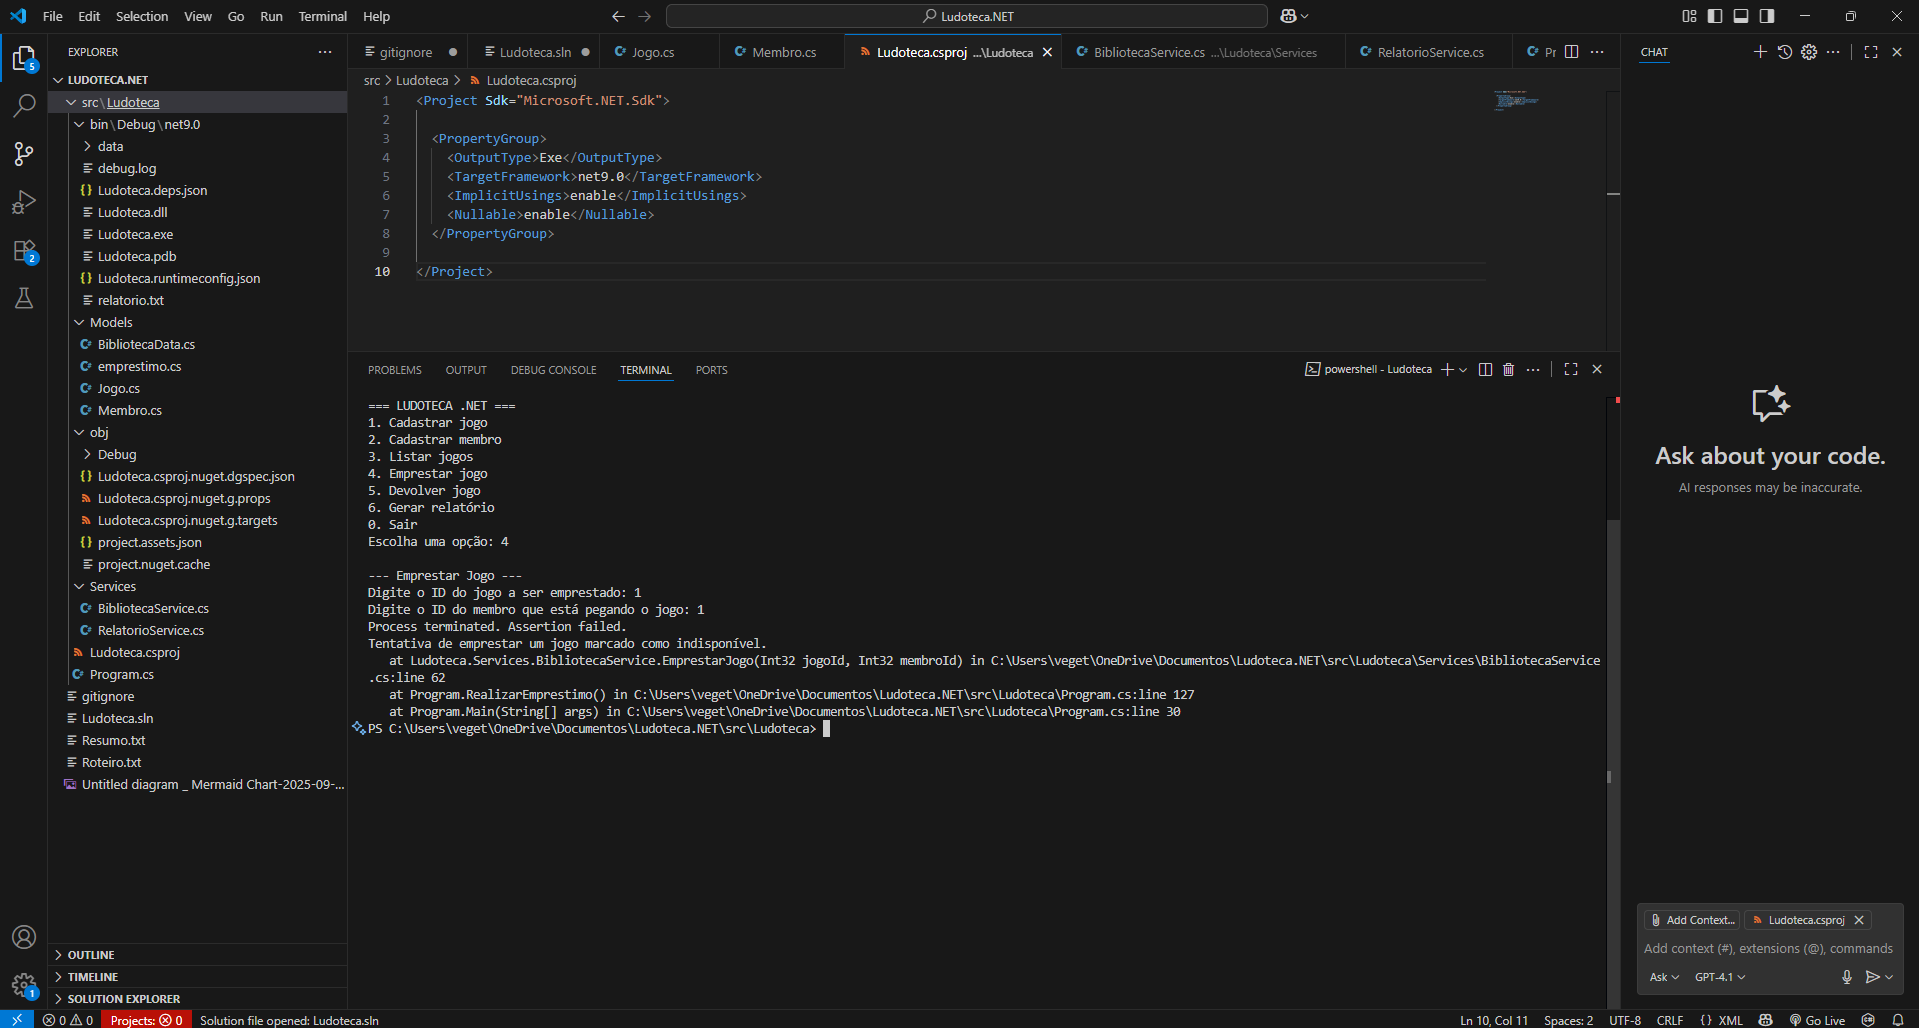 File Edit Selection View Go Run Terminal Help
Ludoteca.NET
EXPLORER
LUDOTECA.NET
src\Ludoteca
bin\Debug\net9.0
data
debug.log
Ludoteca.deps.json
Ludoteca.dll
Ludoteca.exe
Ludoteca.pdb
Ludoteca.runtimeconfig.json
relatorio.txt
Models
BibliotecaData.cs
emprestimo.cs
Jogo.cs
Membro.cs
obj
Debug
Ludoteca.csproj.nuget.dgspec.json
Ludoteca.csproj.nuget.g.props
Ludoteca.csproj.nuget.g.targets
project.assets.json
project.nuget.cache
Services
BibliotecaService.cs
RelatorioService.cs
Ludoteca.csproj
Program.cs
gitignore
Ludoteca.sln
Resumo.txt
Roteiro.txt
Untitled diagram _ Mermaid Chart-2025-09-...
OUTLINE
TIMELINE
SOLUTION EXPLORER
5
2
1
gitignore Ludoteca.sln Jogo.cs Membro.cs Ludoteca.csproj ...\Ludoteca BibliotecaService.cs ...\Ludoteca\Services RelatorioService.cs Pr
src > Ludoteca > Ludoteca.csproj
1 <Project Sdk="Microsoft.NET.Sdk">
2
3 <PropertyGroup>
4 <OutputType>Exe</OutputType>
5 <TargetFramework>net9.0</TargetFramework>
6 <ImplicitUsings>enable</ImplicitUsings>
7 <Nullable>enable</Nullable>
8 </PropertyGroup>
9
10 </Project>
PROBLEMS OUTPUT DEBUG CONSOLE TERMINAL PORTS
powershell - Ludoteca
=== LUDOTECA .NET ===
1. Cadastrar jogo
2. Cadastrar membro
3. Listar jogos
4. Emprestar jogo
5. Devolver jogo
6. Gerar relatório
0. Sair
Escolha uma opção: 4
--- Emprestar Jogo ---
Digite o ID do jogo a ser emprestado: 1
Digite o ID do membro que está pegando o jogo: 1
Process terminated. Assertion failed.
Tentativa de emprestar um jogo marcado como indisponível.
at Ludoteca.Services.BibliotecaService.EmprestarJogo(Int32 jogoId, Int32 membroId) in C:\Users\veget\OneDrive\Documentos\Ludoteca.NET\src\Ludoteca\Services\BibliotecaService
.cs:line 62
at Program.RealizarEmprestimo() in C:\Users\veget\OneDrive\Documentos\Ludoteca.NET\src\Ludoteca\Program.cs:line 127
at Program.Main(String[] args) in C:\Users\veget\OneDrive\Documentos\Ludoteca.NET\src\Ludoteca\Program.cs:line 30
PS C:\Users\veget\OneDrive\Documentos\Ludoteca.NET\src\Ludoteca>
CHAT
Ask about your code.
AI responses may be inaccurate.
Add Context... Ludoteca.csproj
Add context (#), extensions (@), commands
Ask GPT-4.1
0 0 Projects: 0 Solution file opened: Ludoteca.sln
Ln 10, Col 11 Spaces: 2 UTF-8 CRLF {} XML Go Live